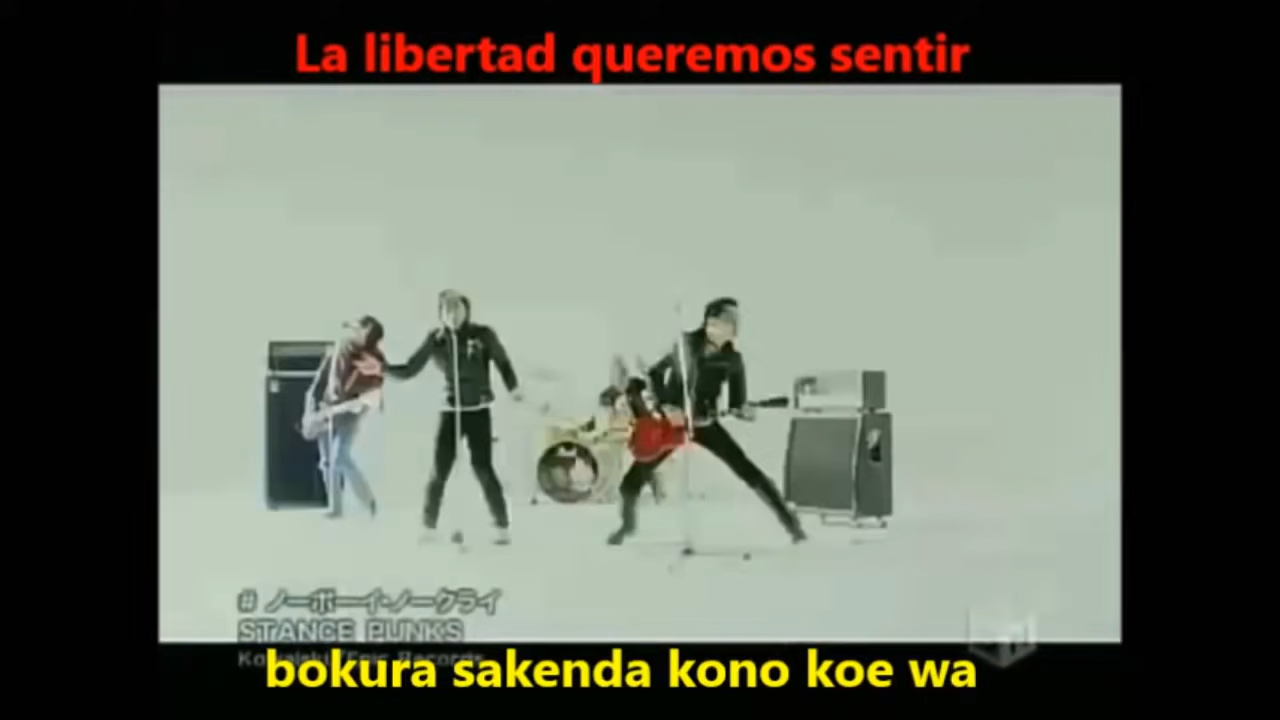 La libertad queremos sentir
# ノーボーイ・ノークライ
STANCE PUNKS
Records
bokura sakenda kono koe wa